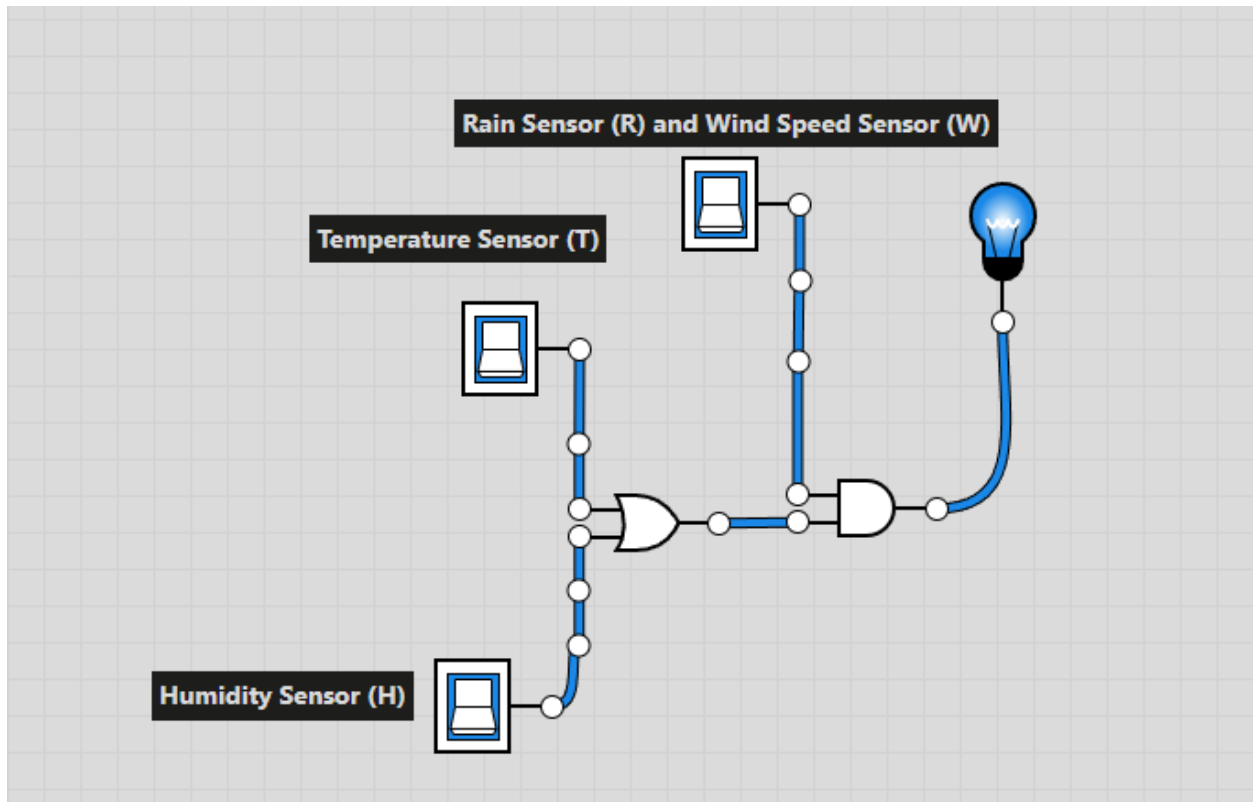 Rain Sensor (R) and Wind Speed Sensor (W)
Temperature Sensor (T)
Humidity Sensor (H)